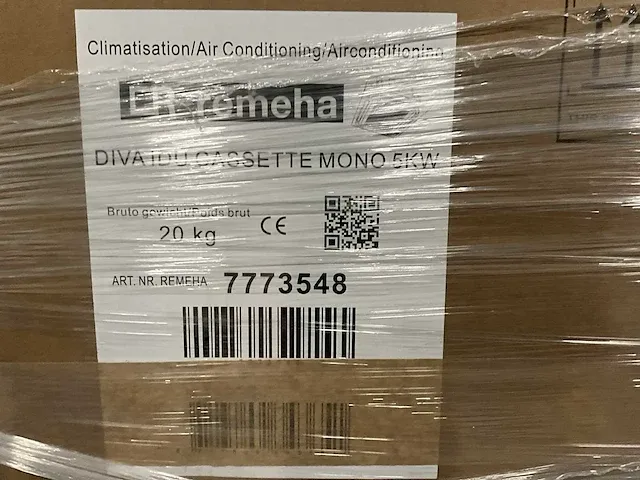 Climatisation/Air Conditioning/Airconditioning
remeha
DIVA IDU CASSETTE MONO 5KW
Bruto gewicht/Poids brut
20 kg
CE
ART. NR. REMEHA 7773548